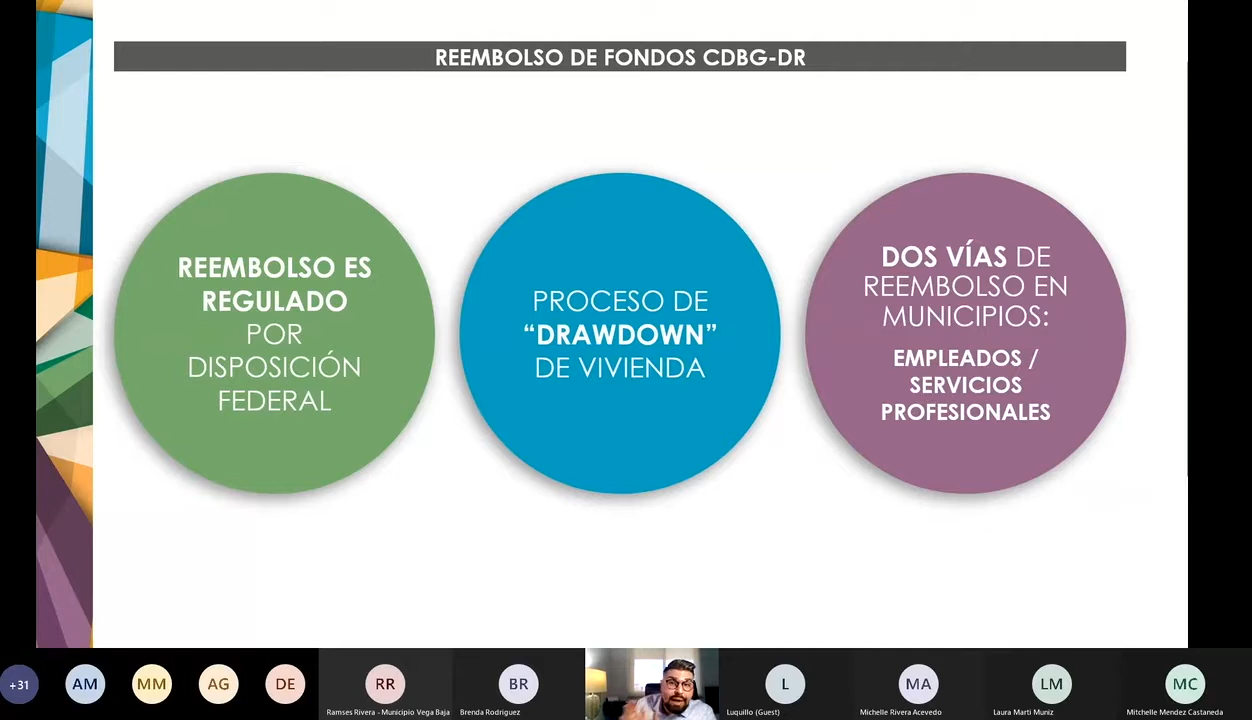 REEMBOLSO DE FONDOS CDBG-DR
REEMBOLSO ES
REGULADO
POR
DISPOSICIÓN
FEDERAL
PROCESO DE
“DRAWDOWN”
DE VIVIENDA
DOS VÍAS DE
REEMBOLSO EN
MUNICIPIOS:
EMPLEADOS /
SERVICIOS
PROFESIONALES
+31
AM
MM
AG
DE
RR
Ramses Rivera - Municipio Vega Baja
BR
Brenda Rodriguez
L
Luquillo (Guest)
MA
Michelle Rivera Acevedo
LM
Laura Marti Muniz
MC
Mitchelle Mendez Castaneda